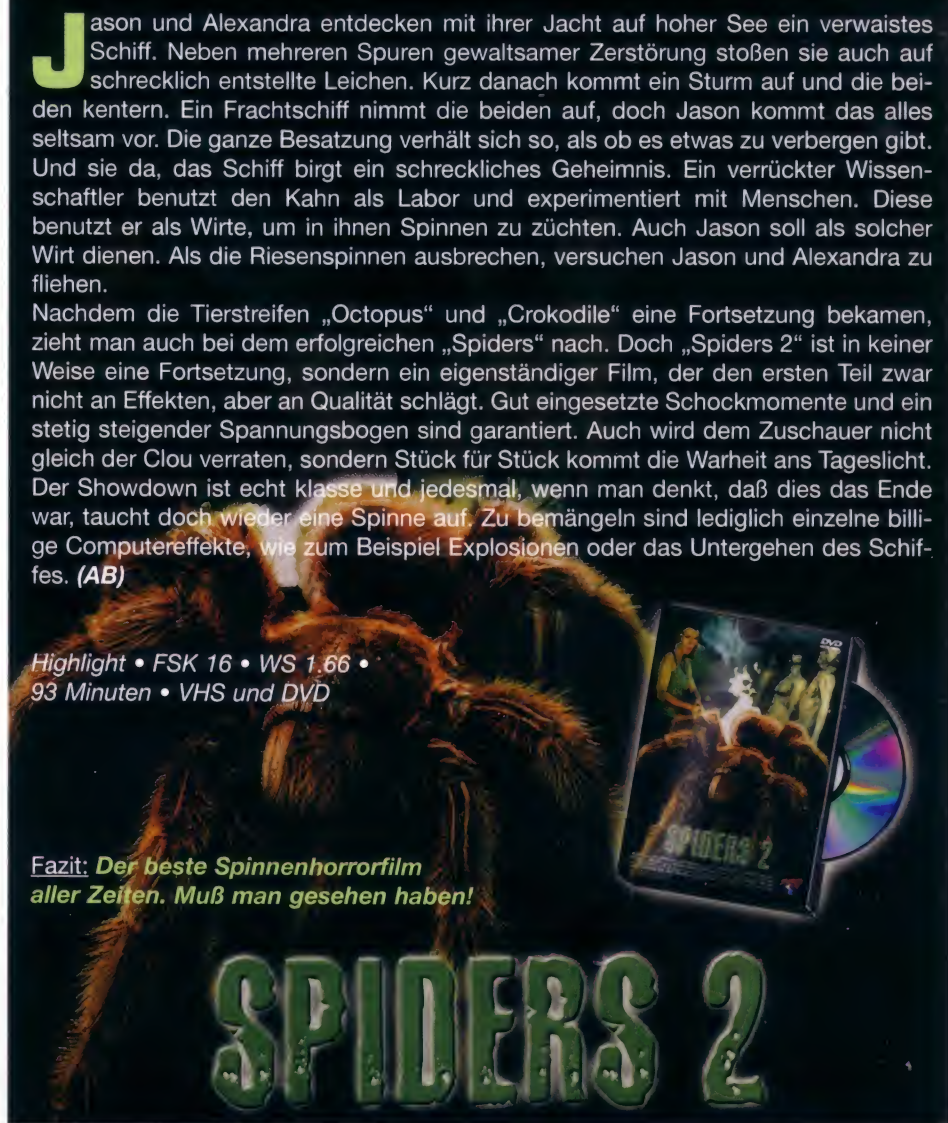 Jason und Alexandra entdecken mit ihrer Jacht auf hoher See ein verwaistes
Schiff. Neben mehreren Spuren gewaltsamer Zerstörung stoßen sie auch auf
schrecklich entstellte Leichen. Kurz danach kommt ein Sturm auf und die bei-
den kentern. Ein Frachtschiff nimmt die beiden auf, doch Jason kommt das alles
seltsam vor. Die ganze Besatzung verhält sich so, als ob es etwas zu verbergen gibt.
Und sie da, das Schiff birgt ein schreckliches Geheimnis. Ein verrückter Wissen-
schaftler benutzt den Kahn als Labor und experimentiert mit Menschen. Diese
benutzt er als Wirte, um in ihnen Spinnen zu züchten. Auch Jason soll als solcher
Wirt dienen. Als die Riesenspinnen ausbrechen, versuchen Jason und Alexandra zu
fliehen.
Nachdem die Tierstreifen „Octopus“ und „Crokodile“ eine Fortsetzung bekamen,
zieht man auch bei dem erfolgreichen „Spiders“ nach. Doch „Spiders 2“ ist in keiner
Weise eine Fortsetzung, sondern ein eigenständiger Film, der den ersten Teil zwar
nicht an Effekten, aber an Qualität schlägt. Gut eingesetzte Schockmomente und ein
stetig steigender Spannungsbogen sind garantiert. Auch wird dem Zuschauer nicht
gleich der Clou verraten, sondern Stück für Stück kommt die Warheit ans Tageslicht.
Der Showdown ist echt klasse und jedesmal, wenn man denkt, daß dies das Ende
war, taucht doch wieder eine Spinne auf. Zu bemängeln sind lediglich einzelne billi-
ge Computereffekte, wie zum Beispiel Explosionen oder das Untergehen des Schif-
fes. (AB)
Highlight • FSK 16 • WS 1.66 •
93 Minuten • VHS und DVD
DVD
SPIDERS 2
Fazit: Der beste Spinnenhorrorfilm
aller Zeiten. Muß man gesehen haben!
SPIDERS 2